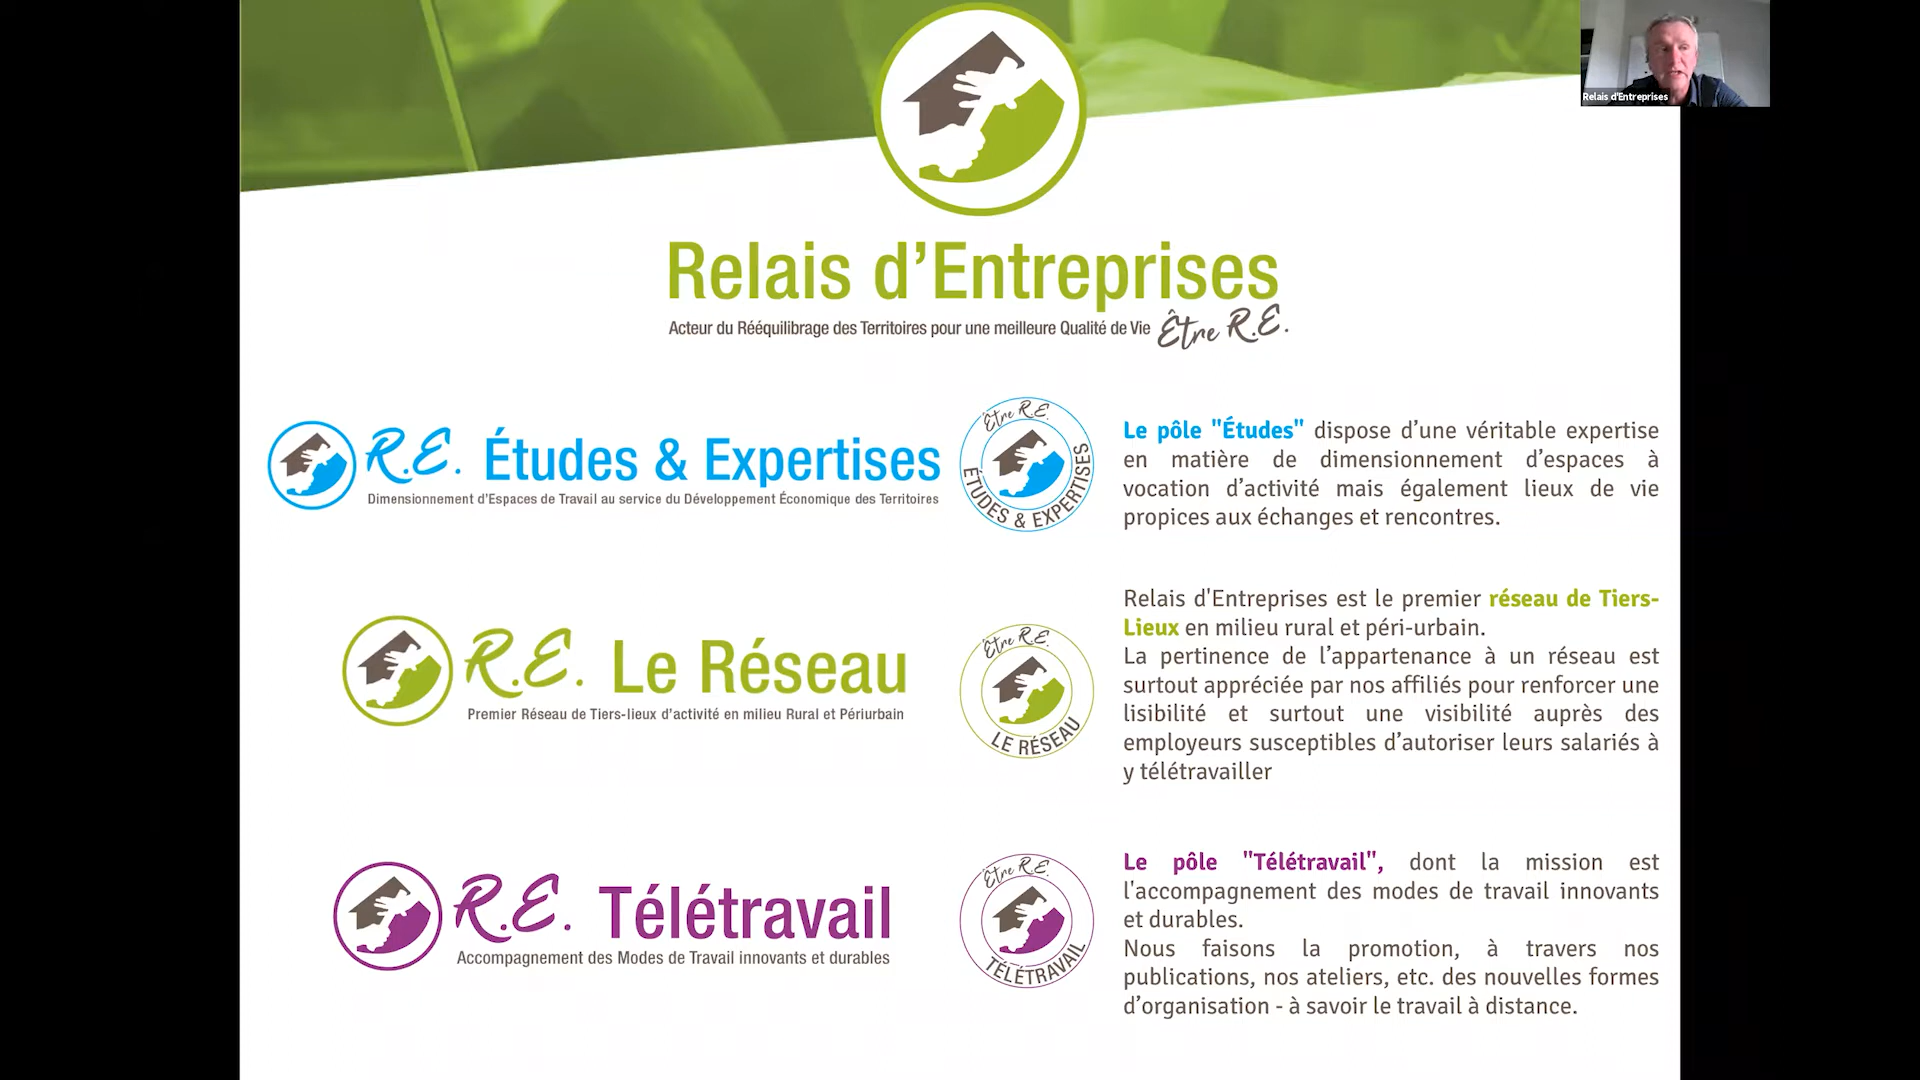 Relais d'Entreprises
Relais d’Entreprises
Acteur du Rééquilibrage des Territoires pour une meilleure Qualité de Vie Être R.E.
R.E. Études & Expertises
Dimensionnement d'Espaces de Travail au service du Développement Économique des Territoires
Être R.E.
ÉTUDES & EXPERTISES
Le pôle "Études" dispose d’une véritable expertise
en matière de dimensionnement d’espaces à
vocation d’activité mais également lieux de vie
propices aux échanges et rencontres.
R.E. Le Réseau
Premier Réseau de Tiers-lieux d’activité en milieu Rural et Périurbain
Être R.E.
LE RÉSEAU
Relais d'Entreprises est le premier réseau de Tiers-
Lieux en milieu rural et péri-urbain.
La pertinence de l’appartenance à un réseau est
surtout appréciée par nos affiliés pour renforcer une
lisibilité et surtout une visibilité auprès des
employeurs susceptibles d’autoriser leurs salariés à
y télétravailler
R.E. Télétravail
Accompagnement des Modes de Travail innovants et durables
Être R.E.
TÉLÉTRAVAIL
Le pôle "Télétravail", dont la mission est
l'accompagnement des modes de travail innovants
et durables.
Nous faisons la promotion, à travers nos
publications, nos ateliers, etc. des nouvelles formes
d’organisation - à savoir le travail à distance.